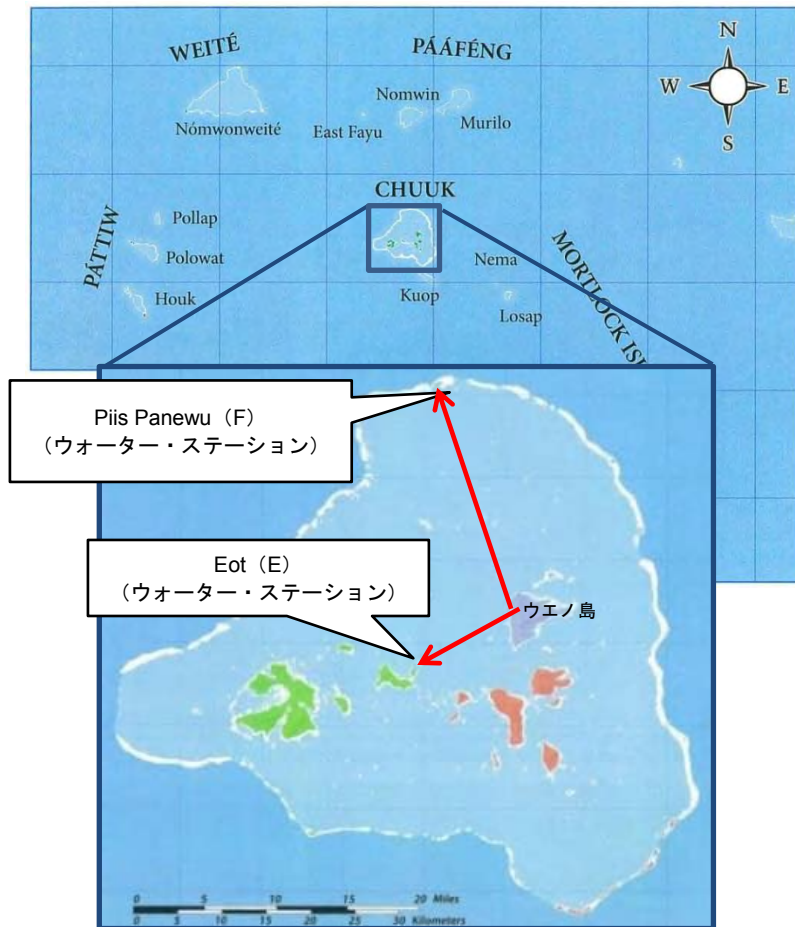 WEITÉ
PÁÁFÉNG
N
W
E
S
Nomwin
Nómwonweité
East Fayu
Murilo
CHUUK
PÁTTIW
Pollap
Polowat
Houk
Nema
Kuop
Losap
MORTLOCK ISL
Piis Panewu（F）
（ウォーター・ステーション）
Eot（E）
（ウォーター・ステーション）
ウエノ島
0 5 10 15 20 Miles
0 5 10 15 20 25 30 Kilometers